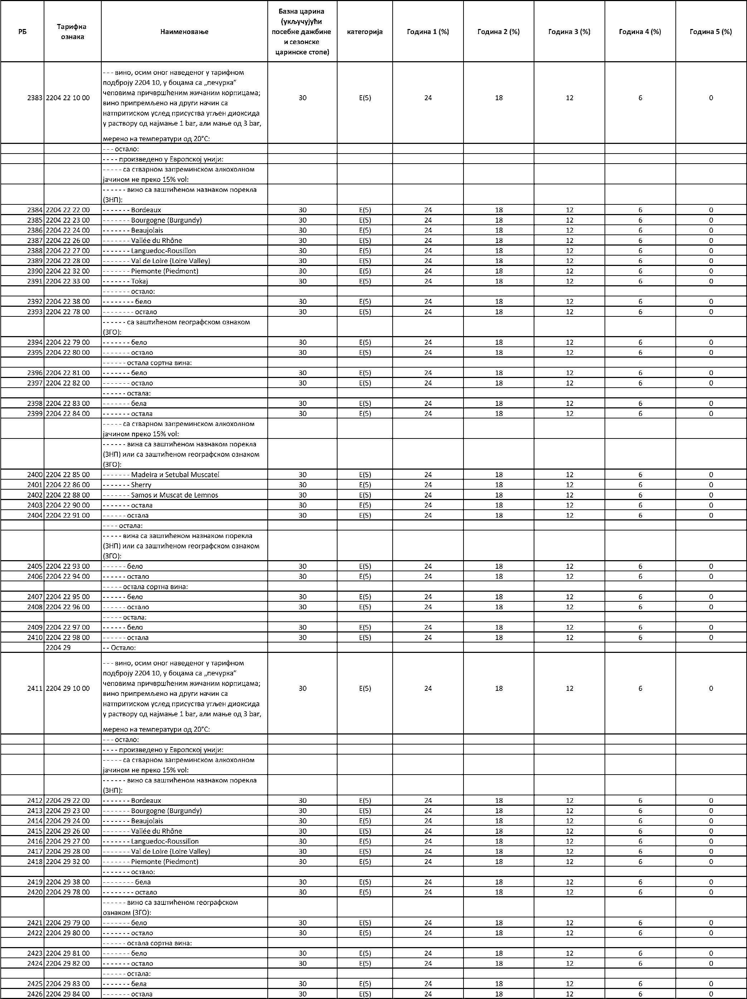 РБ Тарифна ознака Наименовање Базна царина (укључујући посебне дажбине и сезонске царинске стопе) категорија Година 1 (%) Година 2 (%) Година 3 (%) Година 4 (%) Година 5 (%)
- - - вино, осим оног наведеног у тарифном
подброју 2204 10, у боцама са „печурка”
чеповима причвршћеним жичаним корпицама;
2383 2204 22 10 00 вино припремљено на други начин са 30 E(5) 24 18 12 6 0
натпритиском услед присуства угљен диоксида
у раствору од најмање 1 bar, али мање од 3 bar,
мерено на температури од 20°C:
- - - остало:
- - - - произведено у Европској унији:
- - - - - са стварном запреминском алкохолном
јачином не преко 15% vol:
- - - - - - вино са заштићеном назнаком порекла
(ЗНП):
2384 2204 22 22 00 - - - - - - - Bordeaux 30 E(5) 24 18 12 6 0
2385 2204 22 23 00 - - - - - - - Bourgogne (Burgundy) 30 E(5) 24 18 12 6 0
2386 2204 22 24 00 - - - - - - - Beaujolais 30 E(5) 24 18 12 6 0
2387 2204 22 26 00 - - - - - - - Vallée du Rhône 30 E(5) 24 18 12 6 0
2388 2204 22 27 00 - - - - - - - Languedoc-Rousillon 30 E(5) 24 18 12 6 0
2389 2204 22 28 00 - - - - - - - Val de Loire (Loire Valley) 30 E(5) 24 18 12 6 0
2390 2204 22 32 00 - - - - - - - Piemonte (Piedmont) 30 E(5) 24 18 12 6 0
2391 2204 22 33 00 - - - - - - - Tokaj 30 E(5) 24 18 12 6 0
- - - - - - - остало:
2392 2204 22 38 00 - - - - - - - - бело 30 E(5) 24 18 12 6 0
2393 2204 22 78 00 - - - - - - - - остало 30 E(5) 24 18 12 6 0
- - - - - - са заштићеном географском ознаком
(ЗГО):
2394 2204 22 79 00 - - - - - - - бело 30 E(5) 24 18 12 6 0
2395 2204 22 80 00 - - - - - - - остало 30 E(5) 24 18 12 6 0
- - - - - - остала сортна вина:
2396 2204 22 81 00 - - - - - - - бело 30 E(5) 24 18 12 6 0
2397 2204 22 82 00 - - - - - - - остало 30 E(5) 24 18 12 6 0
- - - - - - остала:
2398 2204 22 83 00 - - - - - - - бела 30 E(5) 24 18 12 6 0
2399 2204 22 84 00 - - - - - - - остала 30 E(5) 24 18 12 6 0
- - - - - са стварном запреминском алкохолном
јачином преко 15% vol:
- - - - - - вина са заштићеном назнаком порекла
(ЗНП) или са заштићеном географском ознаком
(ЗГО):
2400 2204 22 85 00 - - - - - - - Madeira и Setubal Muscatel 30 E(5) 24 18 12 6 0
2401 2204 22 86 00 - - - - - - - Sherry 30 E(5) 24 18 12 6 0
2402 2204 22 88 00 - - - - - - - Samos и Muscat de Lemnos 30 E(5) 24 18 12 6 0
2403 2204 22 90 00 - - - - - - - остала 30 E(5) 24 18 12 6 0
2404 2204 22 91 00 - - - - - - остала 30 E(5) 24 18 12 6 0
- - - - остала:
- - - - - вина са заштићеном назнаком порекла
(ЗНП) или са заштићеном географском ознаком
(ЗГО):
2405 2204 22 93 00 - - - - - - бело 30 E(5) 24 18 12 6 0
2406 2204 22 94 00 - - - - - - остало 30 E(5) 24 18 12 6 0
- - - - - остала сортна вина:
2407 2204 22 95 00 - - - - - - бело 30 E(5) 24 18 12 6 0
2408 2204 22 96 00 - - - - - - остало 30 E(5) 24 18 12 6 0
- - - - - остала:
2409 2204 22 97 00 - - - - - - бело 30 E(5) 24 18 12 6 0
2410 2204 22 98 00 - - - - - - остала 30 E(5) 24 18 12 6 0
2204 29 - - Остало:
- - - вино, осим оног наведеног у тарифном
подброју 2204 10, у боцама са „печурка”
чеповима причвршћеним жичаним корпицама;
2411 2204 29 10 00 вино припремљено на други начин са 30 E(5) 24 18 12 6 0
натпритиском услед присуства угљен диоксида
у раствору од најмање 1 bar, али мање од 3 bar,
мерено на температури од 20°C:
- - - остало:
- - - - произведено у Европској унији:
- - - - - са стварном запреминском алкохолном
јачином не преко 15% vol:
- - - - - - вино са заштићеном назнаком порекла
(ЗНП):
2412 2204 29 22 00 - - - - - - - Bordeaux 30 E(5) 24 18 12 6 0
2413 2204 29 23 00 - - - - - - - Bourgogne (Burgundy) 30 E(5) 24 18 12 6 0
2414 2204 29 24 00 - - - - - - - Beaujolais 30 E(5) 24 18 12 6 0
2415 2204 29 26 00 - - - - - - - Vallée du Rhône 30 E(5) 24 18 12 6 0
2416 2204 29 27 00 - - - - - - - Languedoc-Roussillon 30 E(5) 24 18 12 6 0
2417 2204 29 28 00 - - - - - - - Val de Loire (Loire Valley) 30 E(5) 24 18 12 6 0
2418 2204 29 32 00 - - - - - - - Piemonte (Piedmont) 30 E(5) 24 18 12 6 0
- - - - - - - остало:
2419 2204 29 38 00 - - - - - - - - бела 30 E(5) 24 18 12 6 0
2420 2204 29 78 00 - - - - - - - - остало 30 E(5) 24 18 12 6 0
- - - - - - вино са заштићеном географском
ознаком (ЗГО):
2421 2204 29 79 00 - - - - - - - бело 30 E(5) 24 18 12 6 0
2422 2204 29 80 00 - - - - - - - остало 30 E(5) 24 18 12 6 0
- - - - - - остала сортна вина:
2423 2204 29 81 00 - - - - - - - бело 30 E(5) 24 18 12 6 0
2424 2204 29 82 00 - - - - - - - остало 30 E(5) 24 18 12 6 0
- - - - - - остала:
2425 2204 29 83 00 - - - - - - - бела 30 E(5) 24 18 12 6 0
2426 2204 29 84 00 - - - - - - - остала 30 E(5) 24 18 12 6 0